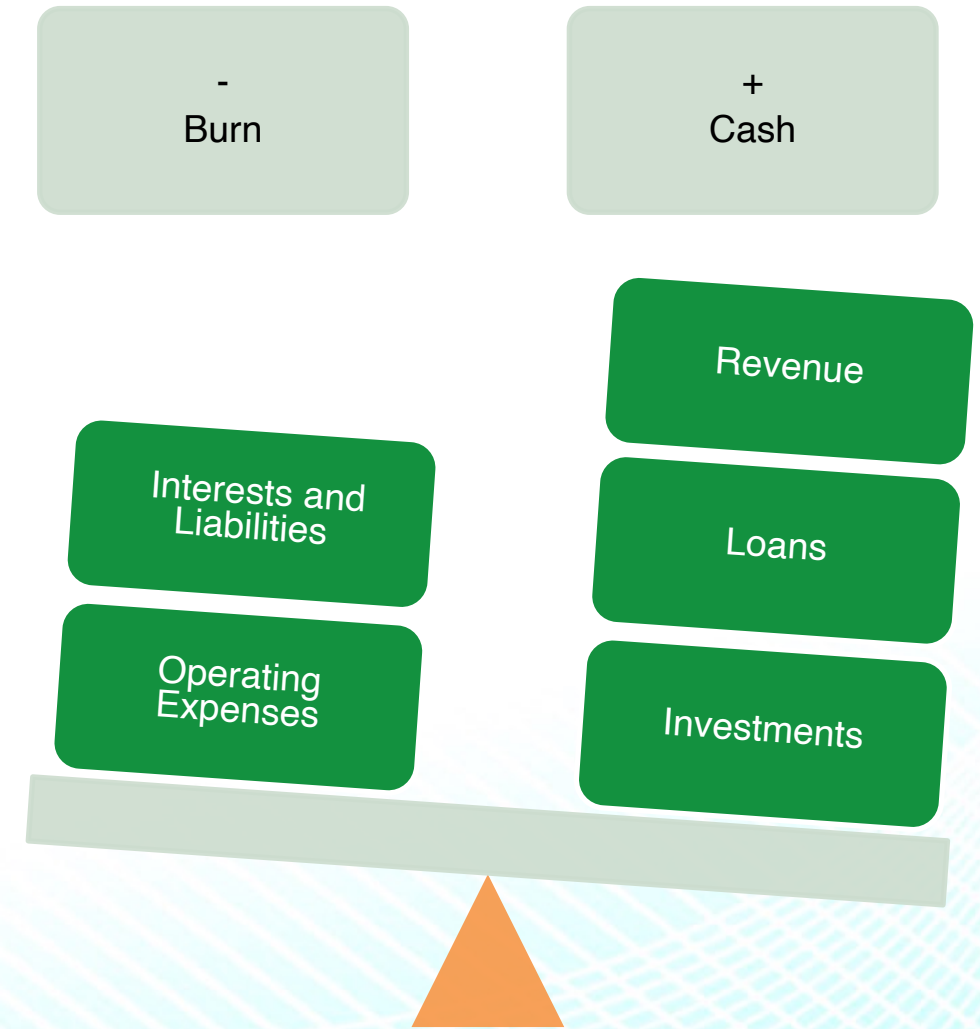 -
Burn
+
Cash
Interests and
Liabilities
Operating
Expenses
Revenue
Loans
Investments